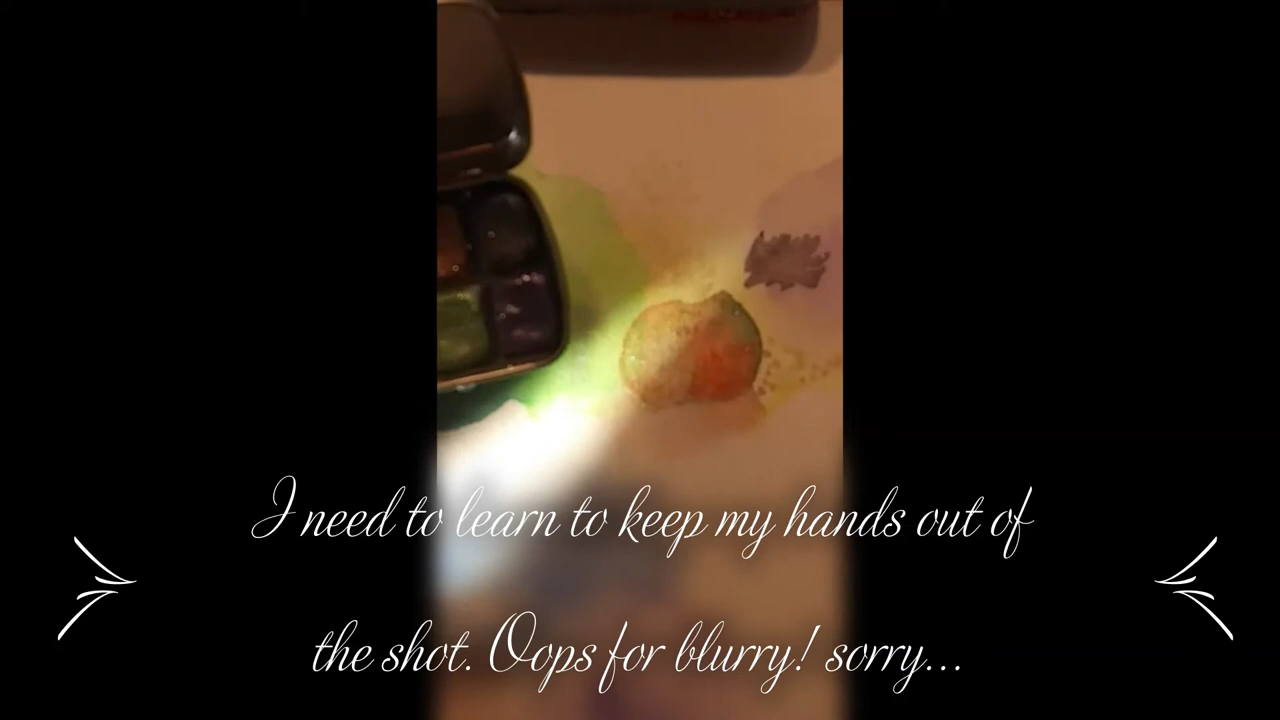 I need to learn to keep my hands out of
the shot. Oops for blurry! sorry...